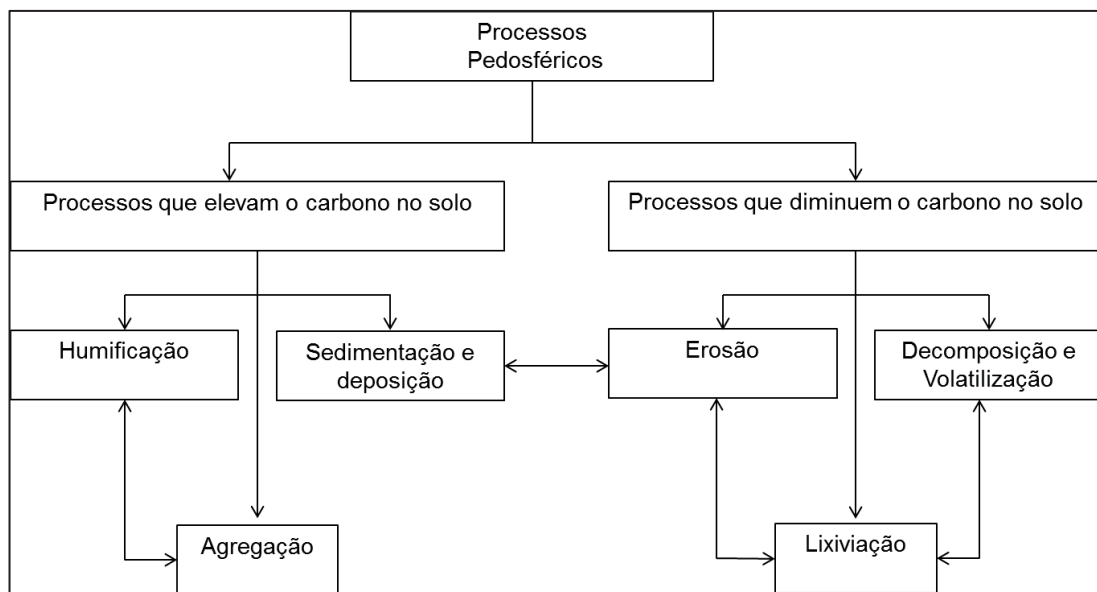 Processos
Pedosféricos
Processos que elevam o carbono no solo
Processos que diminuem o carbono no solo
Humificação
Sedimentação e
deposição
Erosão
Decomposição e
Volatilização
Agregação
Lixiviação